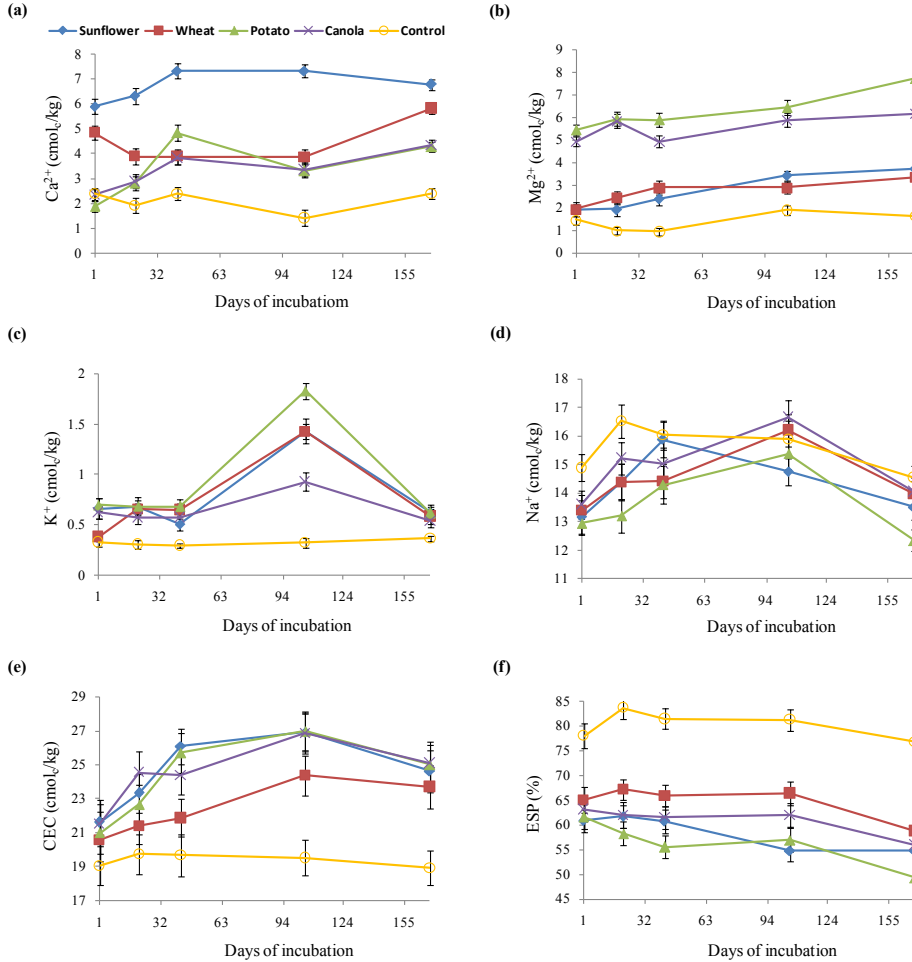 (a)
(b)
Sunflower Wheat Potato Canola Control
Ca²⁺ (cmol_c/kg)
8
7
6
5
4
3
2
1
0
1 32 63 94 124 155
Days of incubatiom
Mg²⁺ (cmol_c/kg)
9
8
7
6
5
4
3
2
1
0
1 32 63 94 124 155
Days of incubation
(c)
(d)
K⁺ (cmol_c/kg)
2
1.5
1
0.5
0
1 32 63 94 124 155
Days of incubation
Na⁺ (cmol_c/kg)
18
17
16
15
14
13
12
11
1 32 63 94 124 155
Days of incubation
(e)
(f)
CEC (cmol_c/kg)
29
27
25
23
21
19
17
1 32 63 94 124 155
Days of incubation
ESP (%)
85
80
75
70
65
60
55
50
45
1 32 63 94 124 155
Days of incubation